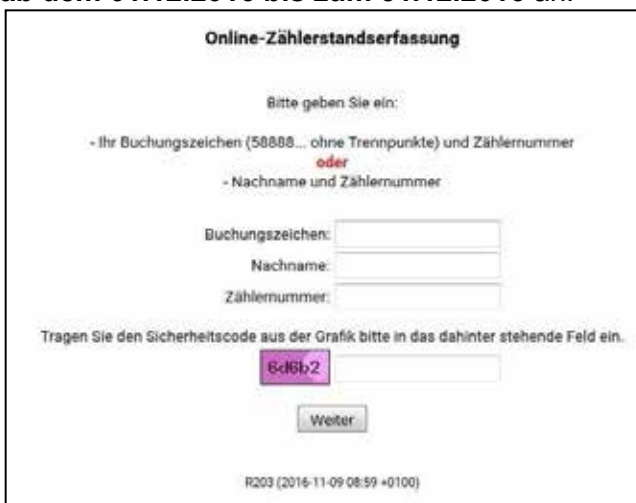 Online-Zählerstandserfassung
Bitte geben Sie ein:
- Ihr Buchungszeichen (58888... ohne Trennpunkte) und Zählernummer
oder
- Nachname und Zählernummer
Buchungszeichen:
Nachname:
Zählernummer:
Tragen Sie den Sicherheitscode aus der Grafik bitte in das dahinter stehende Feld ein.
6d6b2
Weiter
R203 (2016-11-09 08:59 +0100)